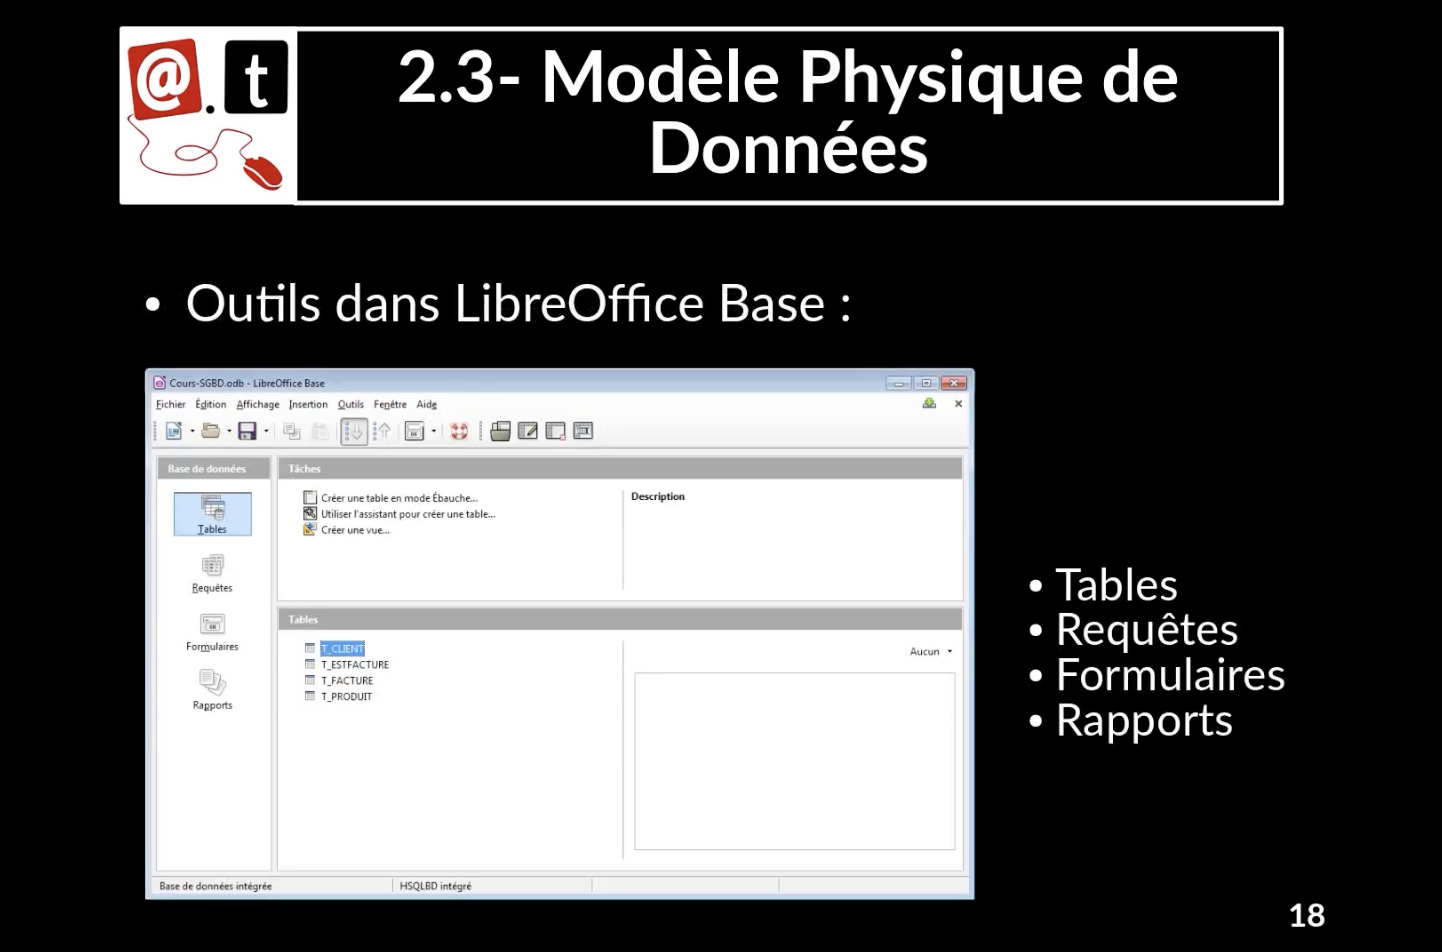 @.t
2.3- Modèle Physique de
Données
• Outils dans LibreOffice Base :
Cours-SGBD.odb - LibreOffice Base
Fichier Édition Affichage Insertion Outils Fenêtre Aide
Base de données
Tâches
Tables
Requêtes
Formulaires
Rapports
Créer une table en mode Ébauche...
Utiliser l'assistant pour créer une table...
Créer une vue...
Description
Tables
T_CLIENT
T_ESTFACTURE
T_FACTURE
T_PRODUIT
Aucun
Base de données intégrée
HSQLBD intégré
• Tables
• Requêtes
• Formulaires
• Rapports
18